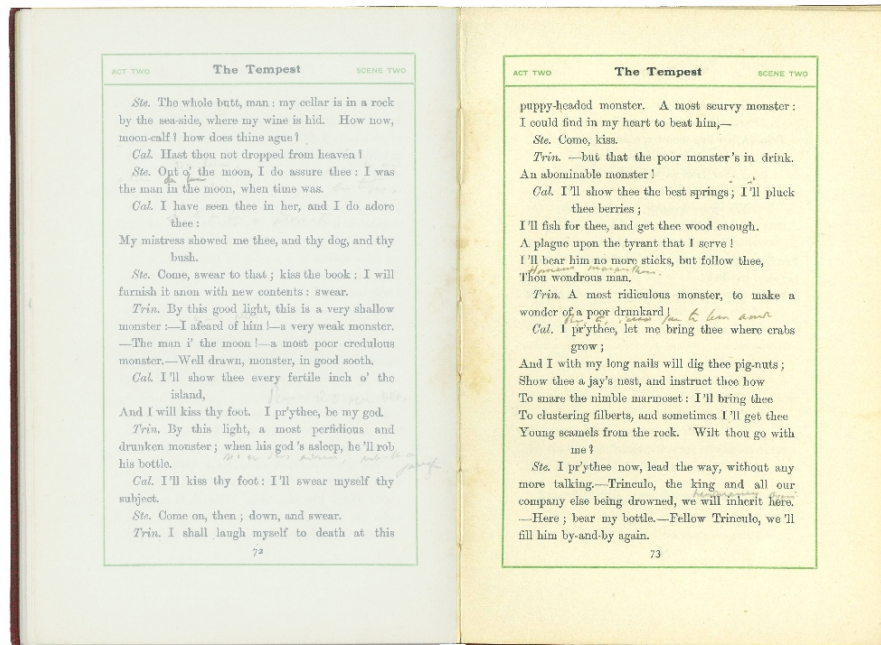 ACT TWO The Tempest SCENE TWO
Ste. The whole butt, man : my cellar is in a rock
by the sea-side, where my wine is hid. How now,
moon-calf ! how does thine ague ?
Cal. Hast thou not dropped from heaven ?
Ste. Out o' the moon, I do assure thee : I was
the man in the moon, when time was.
Cal. I have seen thee in her, and I do adore
thee :
My mistress showed me thee, and thy dog, and thy
bush.
Ste. Come, swear to that ; kiss the book : I will
furnish it anon with new contents : swear.
Trin. By this good light, this is a very shallow
monster :—I afeard of him !—a very weak monster.
—The man i' the moon !—a most poor credulous
monster.—Well drawn, monster, in good sooth.
Cal. I'll show thee every fertile inch o' the
island,
And I will kiss thy foot. I pr'ythee, be my god.
Trin. By this light, a most perfidious and
drunken monster ; when his god's asleep, he'll rob
his bottle.
Cal. I'll kiss thy foot : I'll swear myself thy
subject.
Ste. Come on, then ; down, and swear.
Trin. I shall laugh myself to death at this
72
ACT TWO The Tempest SCENE TWO
puppy-headed monster. A most scurvy monster :
I could find in my heart to beat him,—
Ste. Come, kiss.
Trin. —but that the poor monster's in drink.
An abominable monster !
Cal. I'll show thee the best springs ; I'll pluck
thee berries ;
I'll fish for thee, and get thee wood enough.
A plague upon the tyrant that I serve !
I'll bear him no more sticks, but follow thee,
Thou wondrous man.
Trin. A most ridiculous monster, to make a
wonder of a poor drunkard !
Cal. I pr'ythee, let me bring thee where crabs
grow ;
And I with my long nails will dig thee pig-nuts ;
Show thee a jay's nest, and instruct thee how
To snare the nimble marmoset : I'll bring thee
To clustering filberts, and sometimes I'll get thee
Young scamels from the rock. Wilt thou go with
me ?
Ste. I pr'ythee now, lead the way, without any
more talking.—Trinculo, the king and all our
company else being drowned, we will inherit here.
—Here ; bear my bottle.—Fellow Trinculo, we'll
fill him by-and-by again.
73